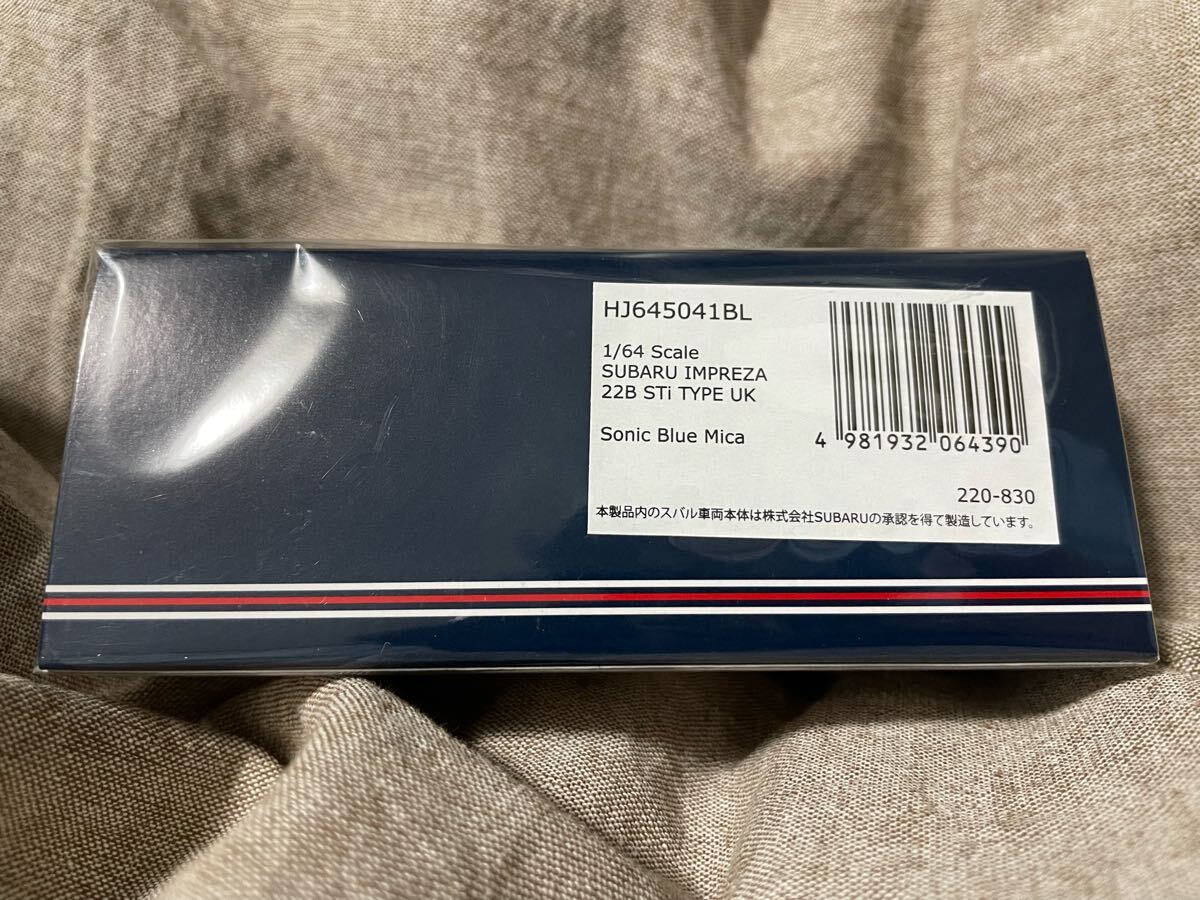 HJ645041BL
1/64 Scale
SUBARU IMPREZA
22B STi TYPE UK
Sonic Blue Mica
4 981932 064390
220-830
本製品内のスバル車両本体は株式会社SUBARUの承認を得て製造しています。